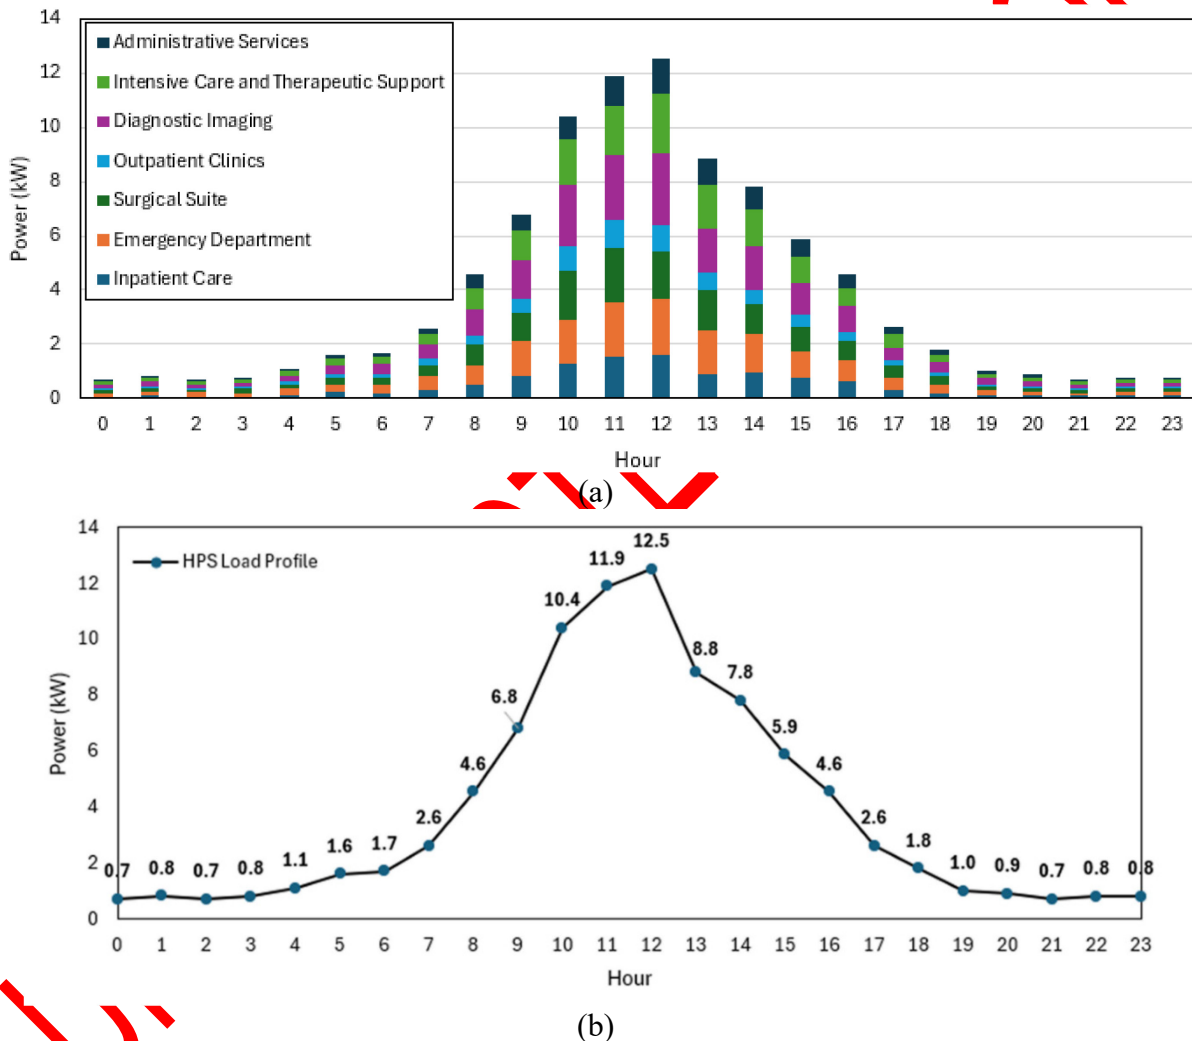 14
12
10
8
6
4
2
0
Power (kW)
Administrative Services
Intensive Care and Therapeutic Support
Diagnostic Imaging
Outpatient Clinics
Surgical Suite
Emergency Department
Inpatient Care
0 1 2 3 4 5 6 7 8 9 10 11 12 13 14 15 16 17 18 19 20 21 22 23
Hour
(a)
14
12
10
8
6
4
2
0
Power (kW)
HPS Load Profile
0.7 0.8 0.7 0.8 1.1 1.6 1.7 2.6 4.6 6.8 10.4 11.9 12.5 8.8 7.8 5.9 4.6 2.6 1.8 1.0 0.9 0.7 0.8 0.8
0 1 2 3 4 5 6 7 8 9 10 11 12 13 14 15 16 17 18 19 20 21 22 23
Hour
(b)